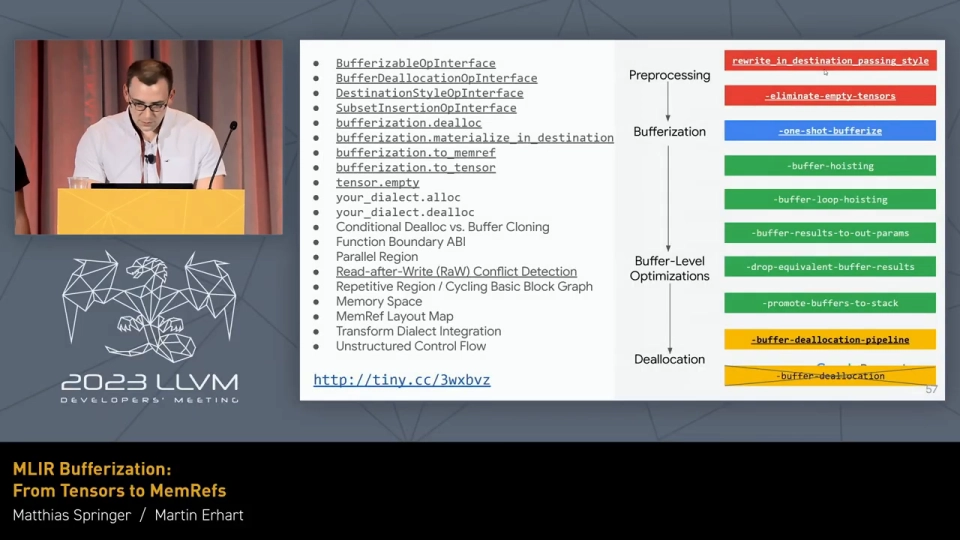 BufferizableOpInterface
BufferDeallocationOpInterface
DestinationStyleOpInterface
SubsetInsertionOpInterface
bufferization.dealloc
bufferization.materialize_in_destination
bufferization.to_memref
bufferization.to_tensor
tensor.empty
your_dialect.alloc
your_dialect.dealloc
Conditional Dealloc vs. Buffer Cloning
Function Boundary ABI
Parallel Region
Read-after-Write (RaW) Conflict Detection
Repetitive Region / Cycling Basic Block Graph
Memory Space
MemRef Layout Map
Transform Dialect Integration
Unstructured Control Flow
http://tiny.cc/3wxbvz
Preprocessing
Bufferization
Buffer-Level
Optimizations
Deallocation
rewrite_in_destination_passing_style
-eliminate-empty-tensors
-one-shot-bufferize
-buffer-hoisting
-buffer-loop-hoisting
-buffer-results-to-out-params
-drop-equivalent-buffer-results
-promote-buffers-to-stack
-buffer-deallocation-pipeline
-buffer-deallocation
57
2023 LLVM
DEVELOPERS' MEETING
MLIR Bufferization:
From Tensors to MemRefs
Matthias Springer / Martin Erhart